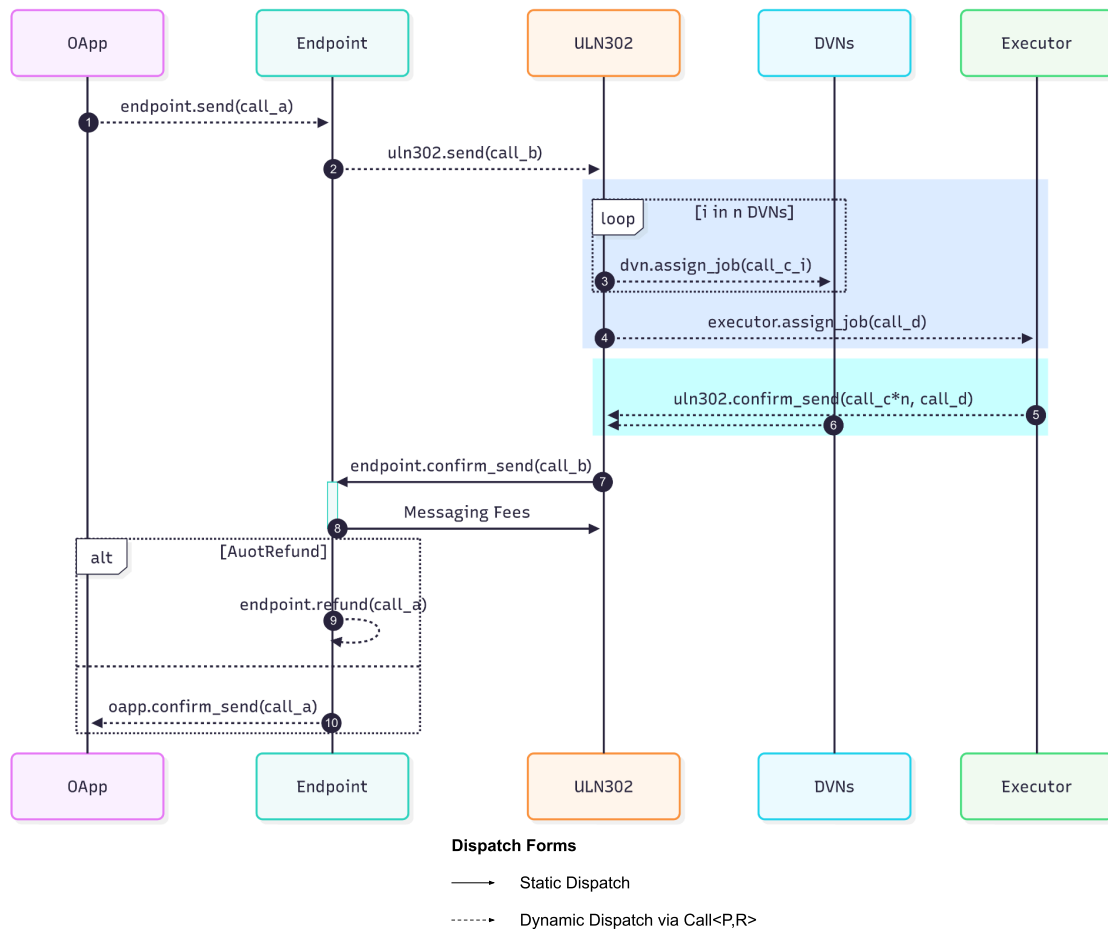 OApp
Endpoint
ULN302
DVNs
Executor
endpoint.send(call_a)
1
uln302.send(call_b)
2
loop
[i in n DVNs]
dvn.assign_job(call_c_i)
3
executor.assign_job(call_d)
4
uln302.confirm_send(call_c*n, call_d)
5
6
endpoint.confirm_send(call_b)
7
Messaging Fees
8
alt
[AuotRefund]
endpoint.refund(call_a)
9
oapp.confirm_send(call_a)
10
OApp
Endpoint
ULN302
DVNs
Executor
Dispatch Forms
Static Dispatch
Dynamic Dispatch via Call<P,R>